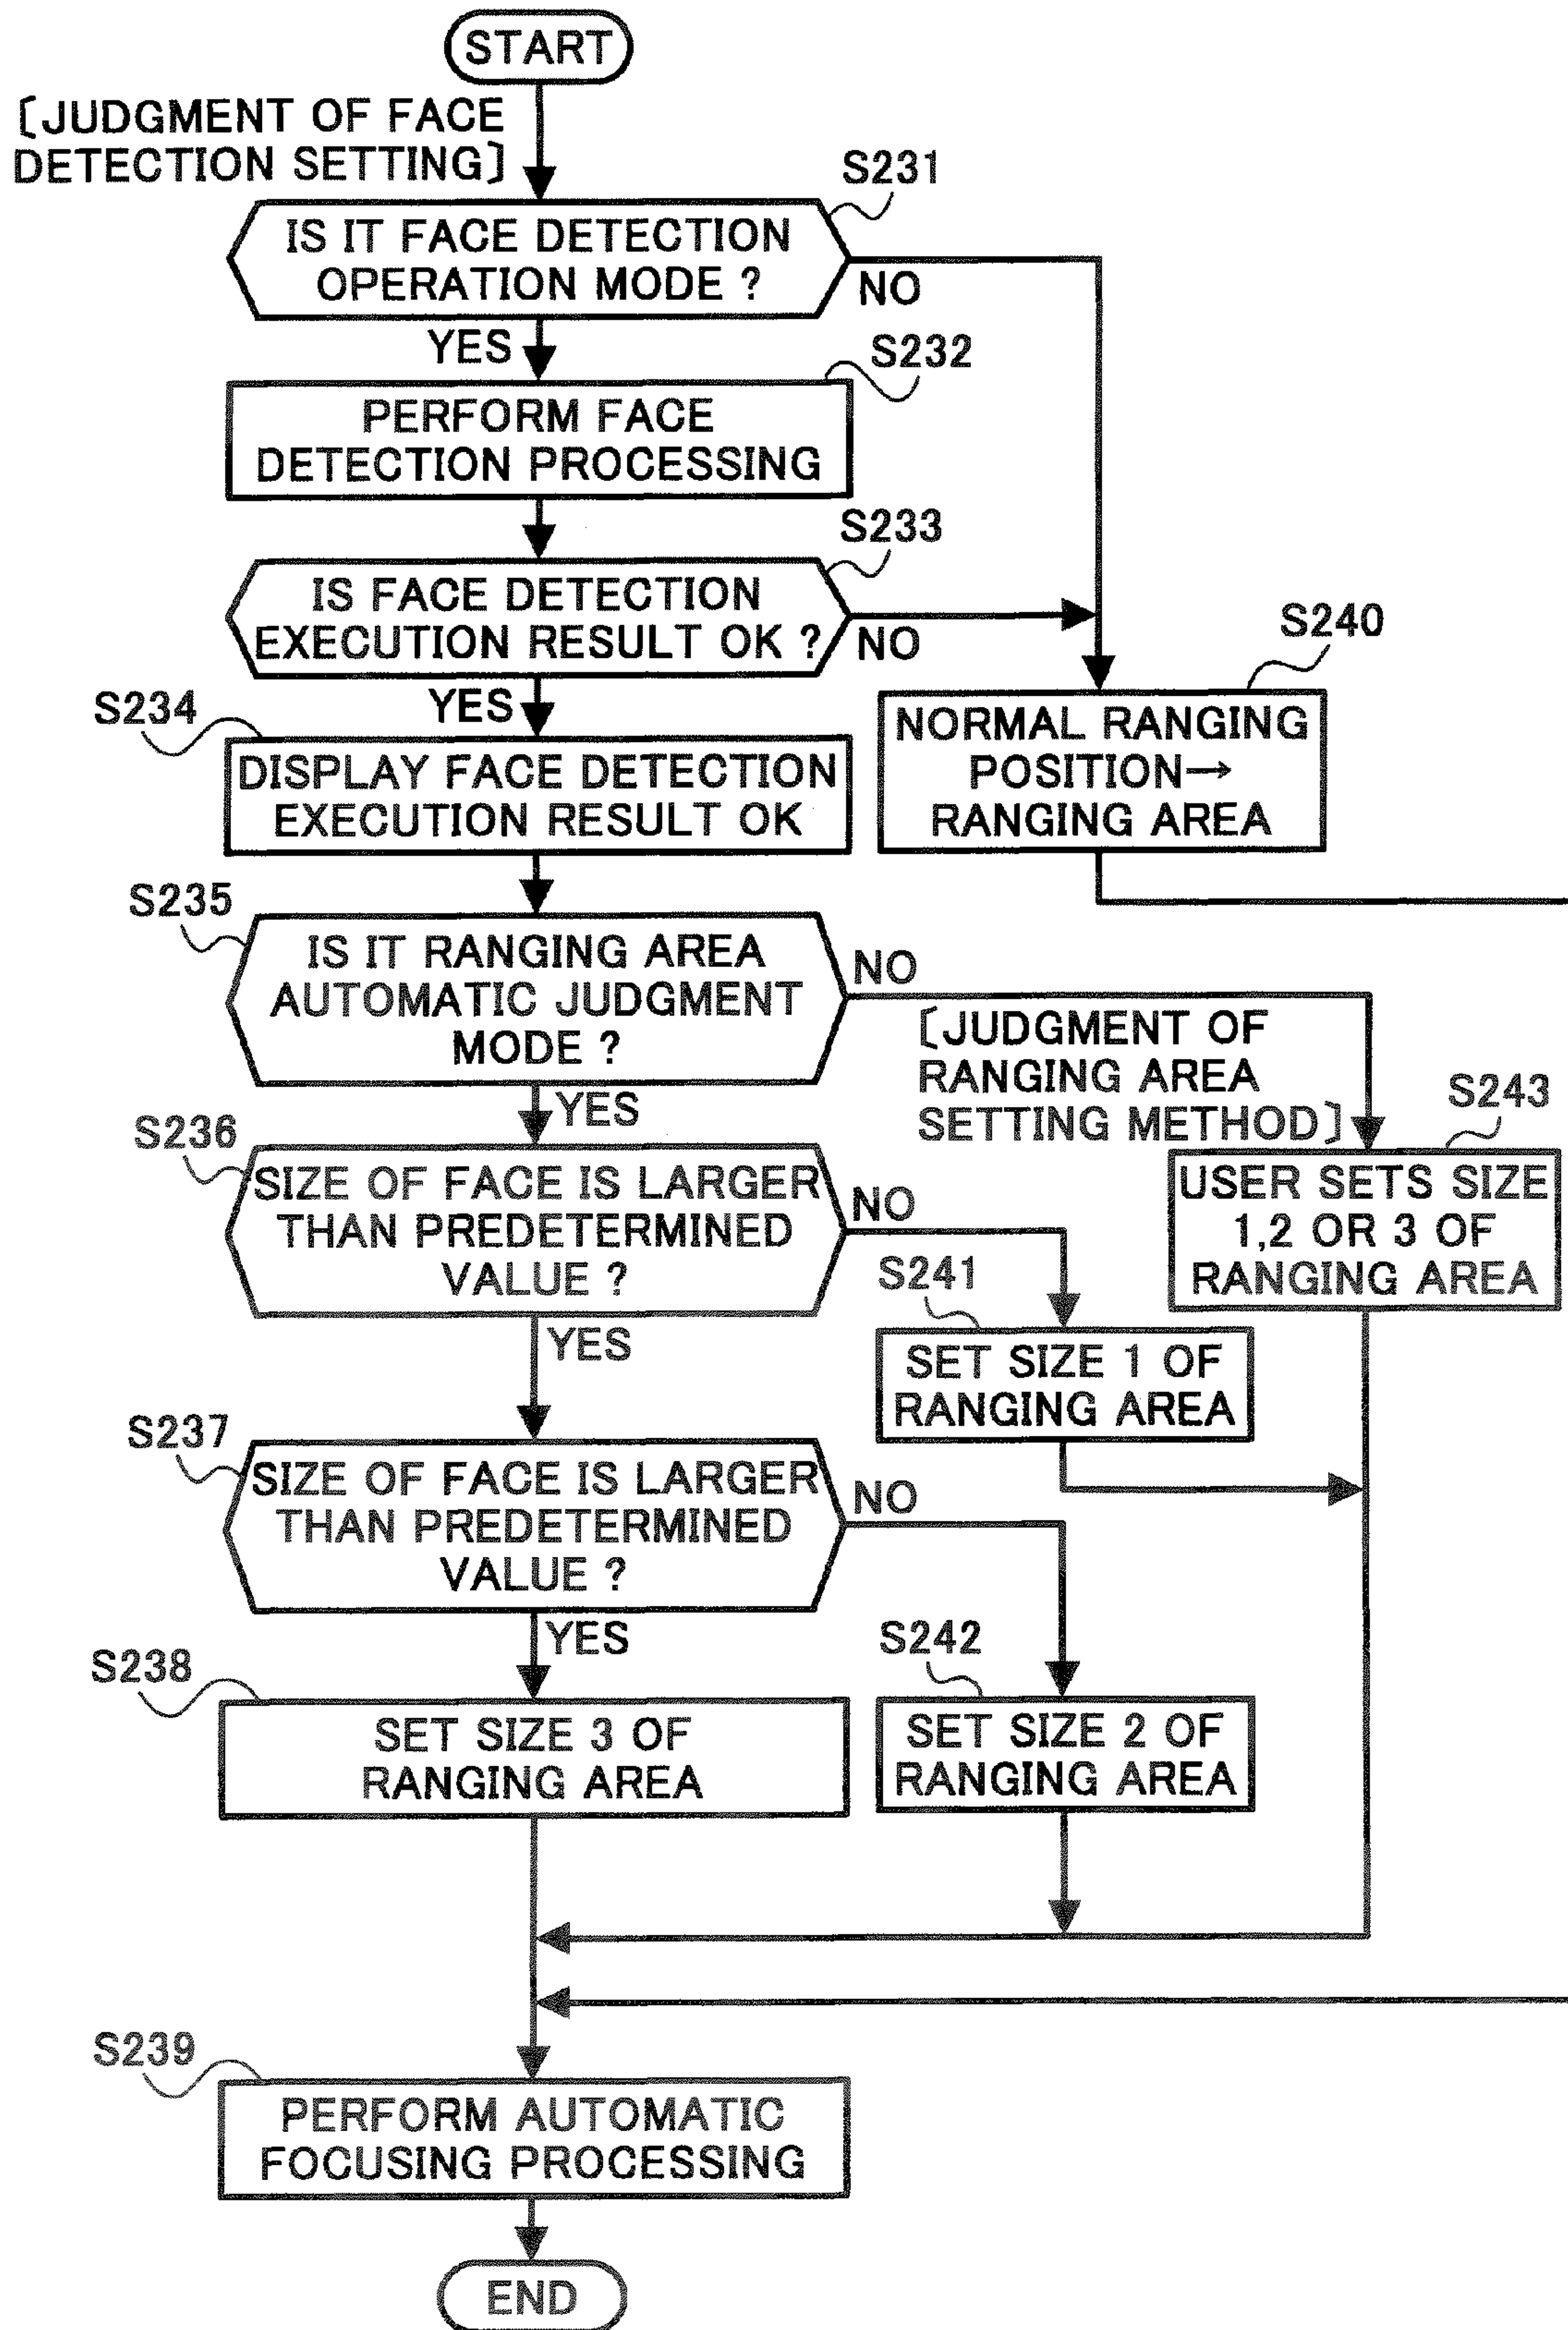 START
〔JUDGMENT OF FACE
DETECTION SETTING〕
S231
IS IT FACE DETECTION
OPERATION MODE ?
NO
YES
S232
PERFORM FACE
DETECTION PROCESSING
S233
IS FACE DETECTION
EXECUTION RESULT OK ?
NO
YES
S240
NORMAL RANGING
POSITION→
RANGING AREA
S234
DISPLAY FACE DETECTION
EXECUTION RESULT OK
S235
IS IT RANGING AREA
AUTOMATIC JUDGMENT
MODE ?
NO
〔JUDGMENT OF
RANGING AREA
SETTING METHOD〕
YES
S243
USER SETS SIZE
1,2 OR 3 OF
RANGING AREA
S236
SIZE OF FACE IS LARGER
THAN PREDETERMINED
VALUE ?
NO
YES
S241
SET SIZE 1 OF
RANGING AREA
S237
SIZE OF FACE IS LARGER
THAN PREDETERMINED
VALUE ?
NO
YES
S242
SET SIZE 2 OF
RANGING AREA
S238
SET SIZE 3 OF
RANGING AREA
S239
PERFORM AUTOMATIC
FOCUSING PROCESSING
END